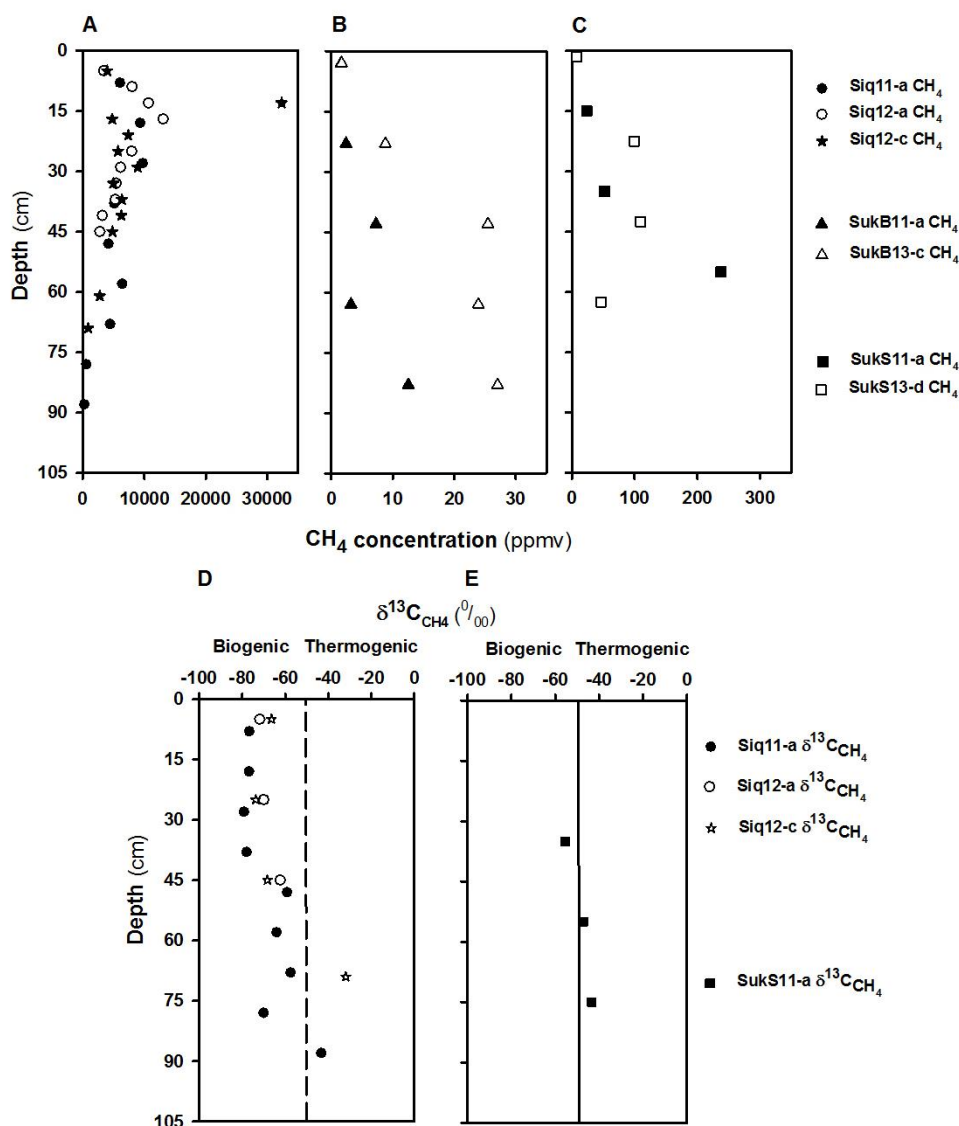 A B C
0
15
30
45
60
75
90
105
Depth (cm)
0 10000 20000 30000
0 10 20 30
0 100 200 300
CH4 concentration (ppmv)
Siq11-a CH4
Siq12-a CH4
Siq12-c CH4
SukB11-a CH4
SukB13-c CH4
SukS11-a CH4
SukS13-d CH4
D E
δ13CCH4 (0/00)
Biogenic Thermogenic
-100 -80 -60 -40 -20 0
Biogenic Thermogenic
-100 -80 -60 -40 -20 0
0
15
30
45
60
75
90
105
Depth (cm)
Siq11-a δ13CCH4
Siq12-a δ13CCH4
Siq12-c δ13CCH4
SukS11-a δ13CCH4